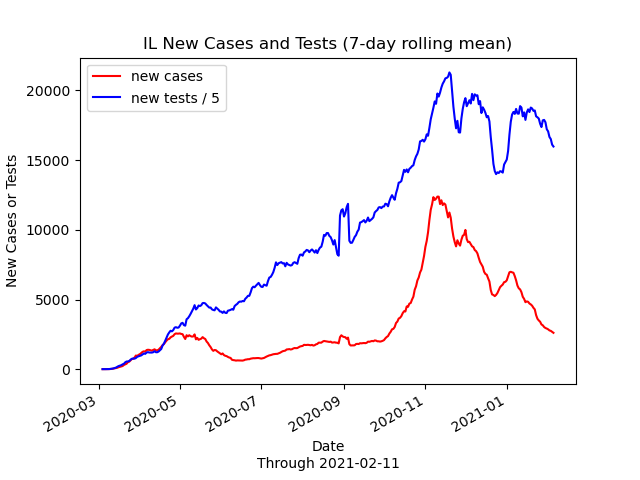 IL New Cases and Tests (7-day rolling mean)
new cases
new tests / 5
New Cases or Tests
20000
15000
10000
5000
0
2020-03
2020-05
2020-07
2020-09
2020-11
2021-01
Date
Through 2021-02-11